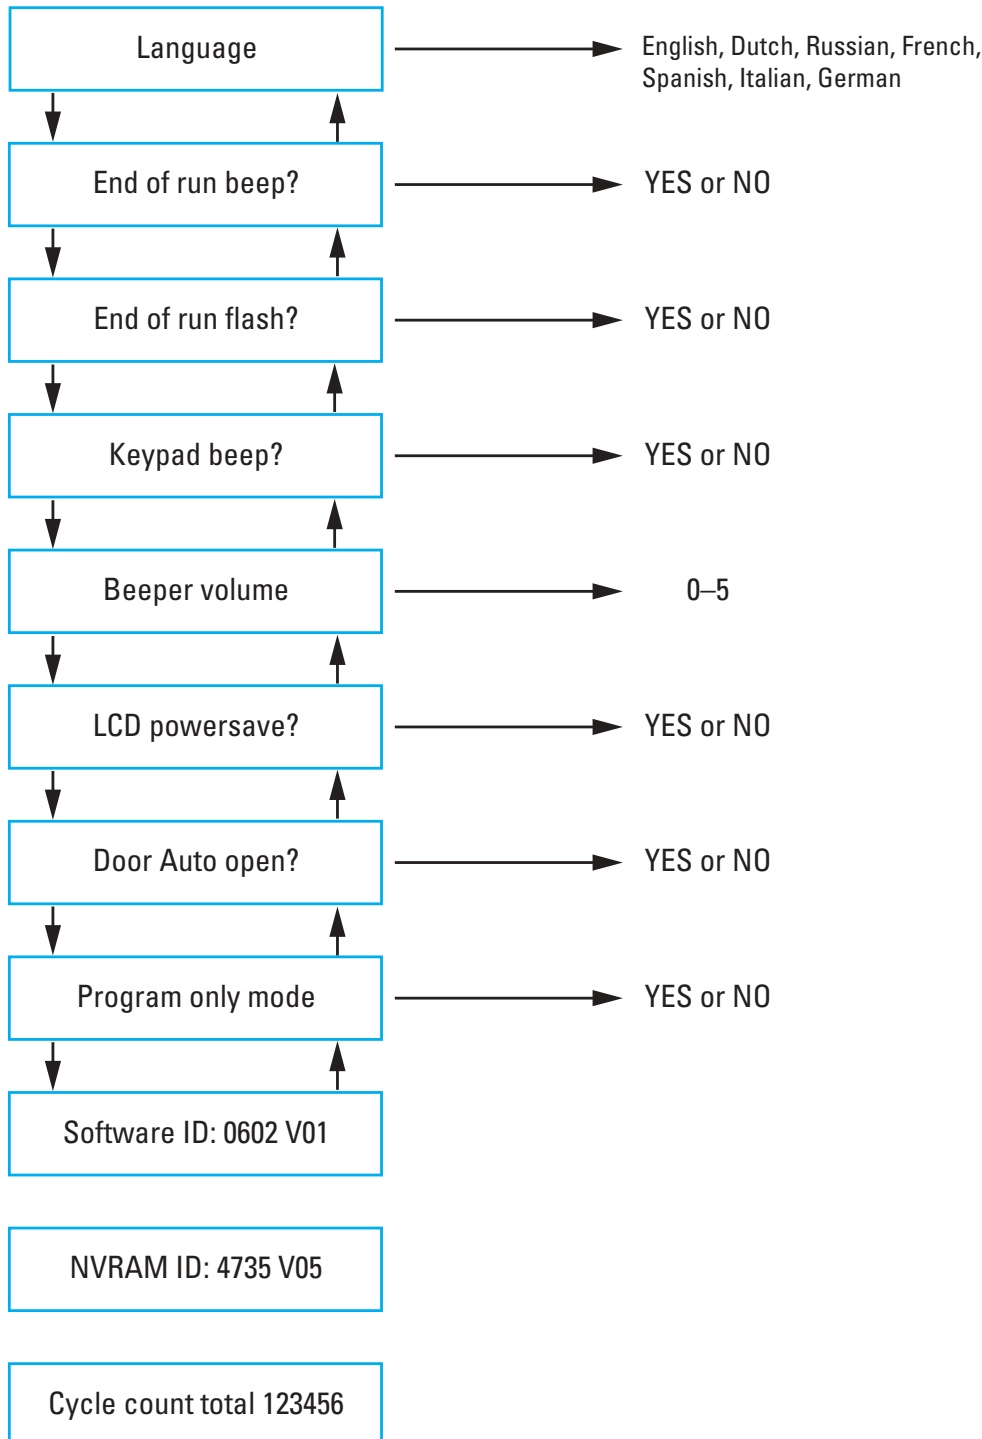 Language
English, Dutch, Russian, French,
Spanish, Italian, German
End of run beep?
YES or NO
End of run flash?
YES or NO
Keypad beep?
YES or NO
Beeper volume
0–5
LCD powersave?
YES or NO
Door Auto open?
YES or NO
Program only mode
YES or NO
Software ID: 0602 V01
NVRAM ID: 4735 V05
Cycle count total 123456